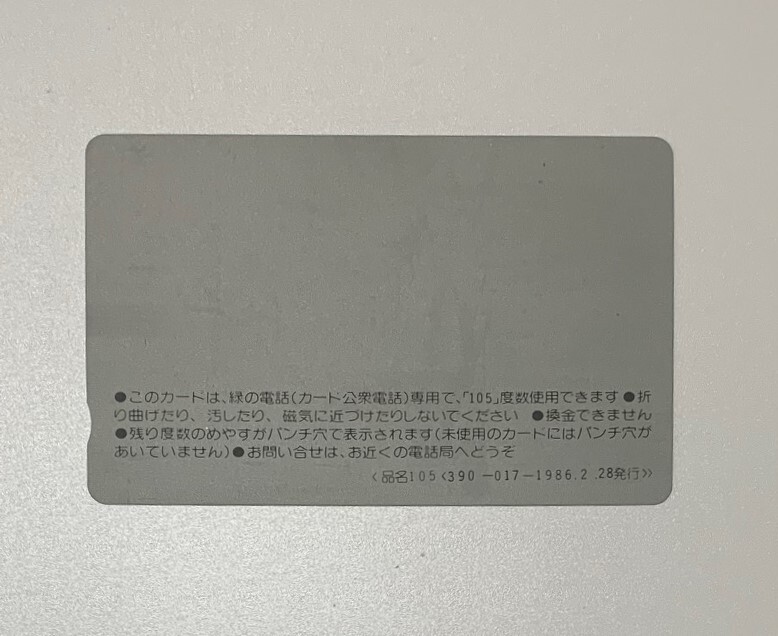 ●このカードは、緑の電話(カード公衆電話)専用で、「105」度数使用できます●折
り曲げたり、汚したり、磁気に近づけたりしないでください ●換金できません
●残り度数のめやすがパンチ穴で表示されます(未使用のカードにはパンチ穴が
あいていません)●お問い合せは、お近くの電話局へどうぞ
〈品名105〈390 −017−1986.2 .28発行〉〉